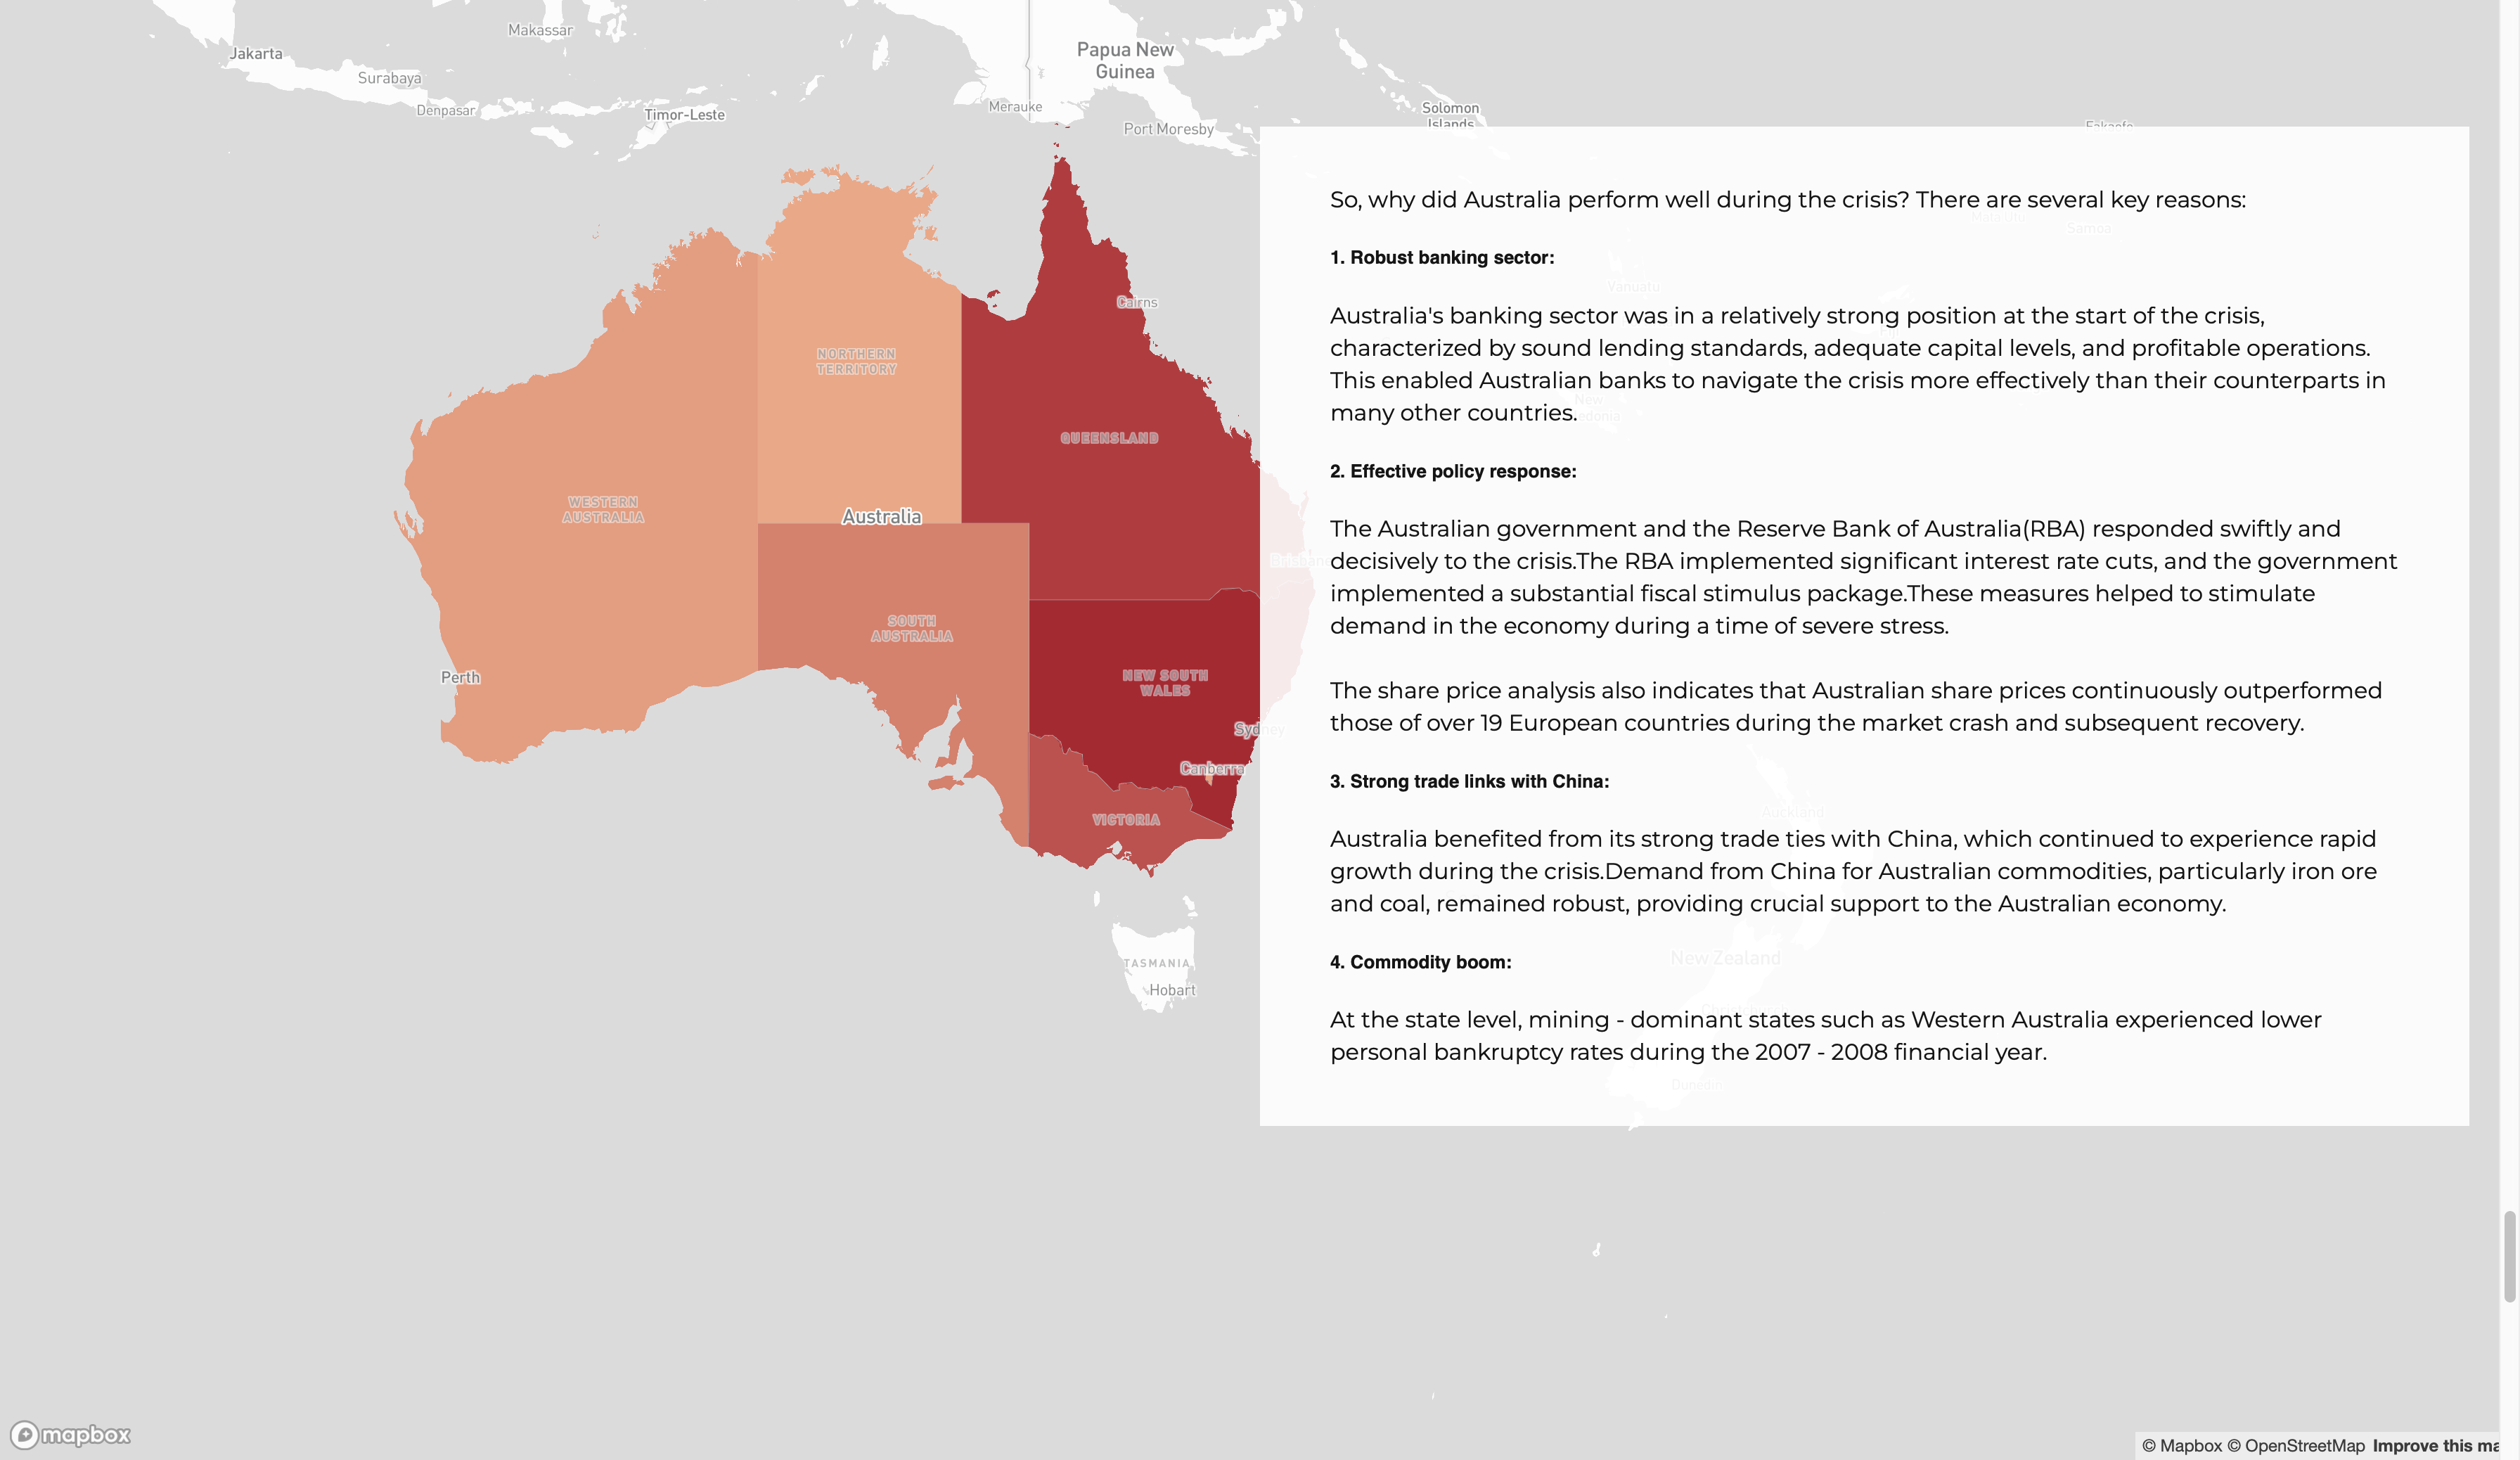 Makassar
Jakarta
Surabaya
Denpasar
Timor-Leste
Papua New
Guinea
Merauke
Port Moresby
Solomon
Islands
Fakaofo
Cairns
NORTHERN
TERRITORY
QUEENSLAND
WESTERN
AUSTRALIA
Australia
Brisbane
SOUTH
AUSTRALIA
Perth
NEW SOUTH
WALES
Sydney
Canberra
VICTORIA
TASMANIA
Hobart
So, why did Australia perform well during the crisis? There are several key reasons:
Samoa
1. Robust banking sector:
Vanuatu
Australia's banking sector was in a relatively strong position at the start of the crisis,
characterized by sound lending standards, adequate capital levels, and profitable operations.
This enabled Australian banks to navigate the crisis more effectively than their counterparts in
many other countries.
New
2. Effective policy response:
The Australian government and the Reserve Bank of Australia(RBA) responded swiftly and
decisively to the crisis.The RBA implemented significant interest rate cuts, and the government
implemented a substantial fiscal stimulus package.These measures helped to stimulate
demand in the economy during a time of severe stress.
The share price analysis also indicates that Australian share prices continuously outperformed
those of over 19 European countries during the market crash and subsequent recovery.
3. Strong trade links with China:
Auckland
Australia benefited from its strong trade ties with China, which continued to experience rapid
growth during the crisis.Demand from China for Australian commodities, particularly iron ore
and coal, remained robust, providing crucial support to the Australian economy.
4. Commodity boom:
New Zealand
At the state level, mining - dominant states such as Western Australia experienced lower
personal bankruptcy rates during the 2007 - 2008 financial year.
Dunedin
mapbox
© Mapbox © OpenStreetMap Improve this ma